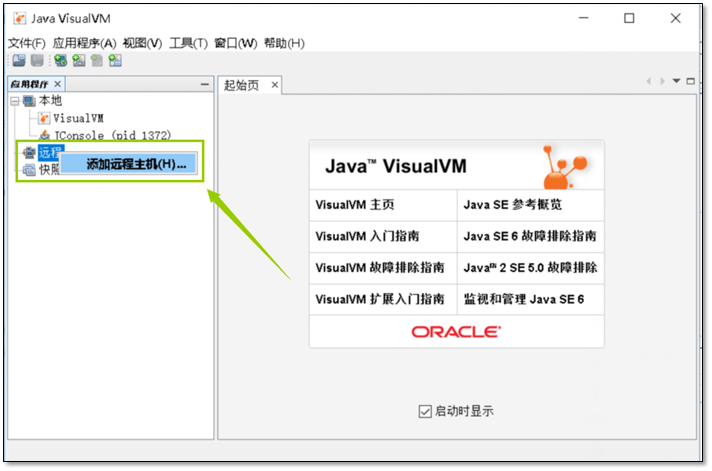 Java VisualVM
文件(F) 应用程序(A) 视图(V) 工具(T) 窗口(W) 帮助(H)
应用程序
本地
VisualVM
JConsole (pid 1372)
远程
添加远程主机(H)...
快照
起始页
Java™ VisualVM
VisualVM 主页
Java SE 参考概览
VisualVM 入门指南
Java SE 6 故障排除指南
VisualVM 故障排除指南
Java™ 2 SE 5.0 故障排除
VisualVM 扩展入门指南
监视和管理 Java SE 6
ORACLE
启动时显示